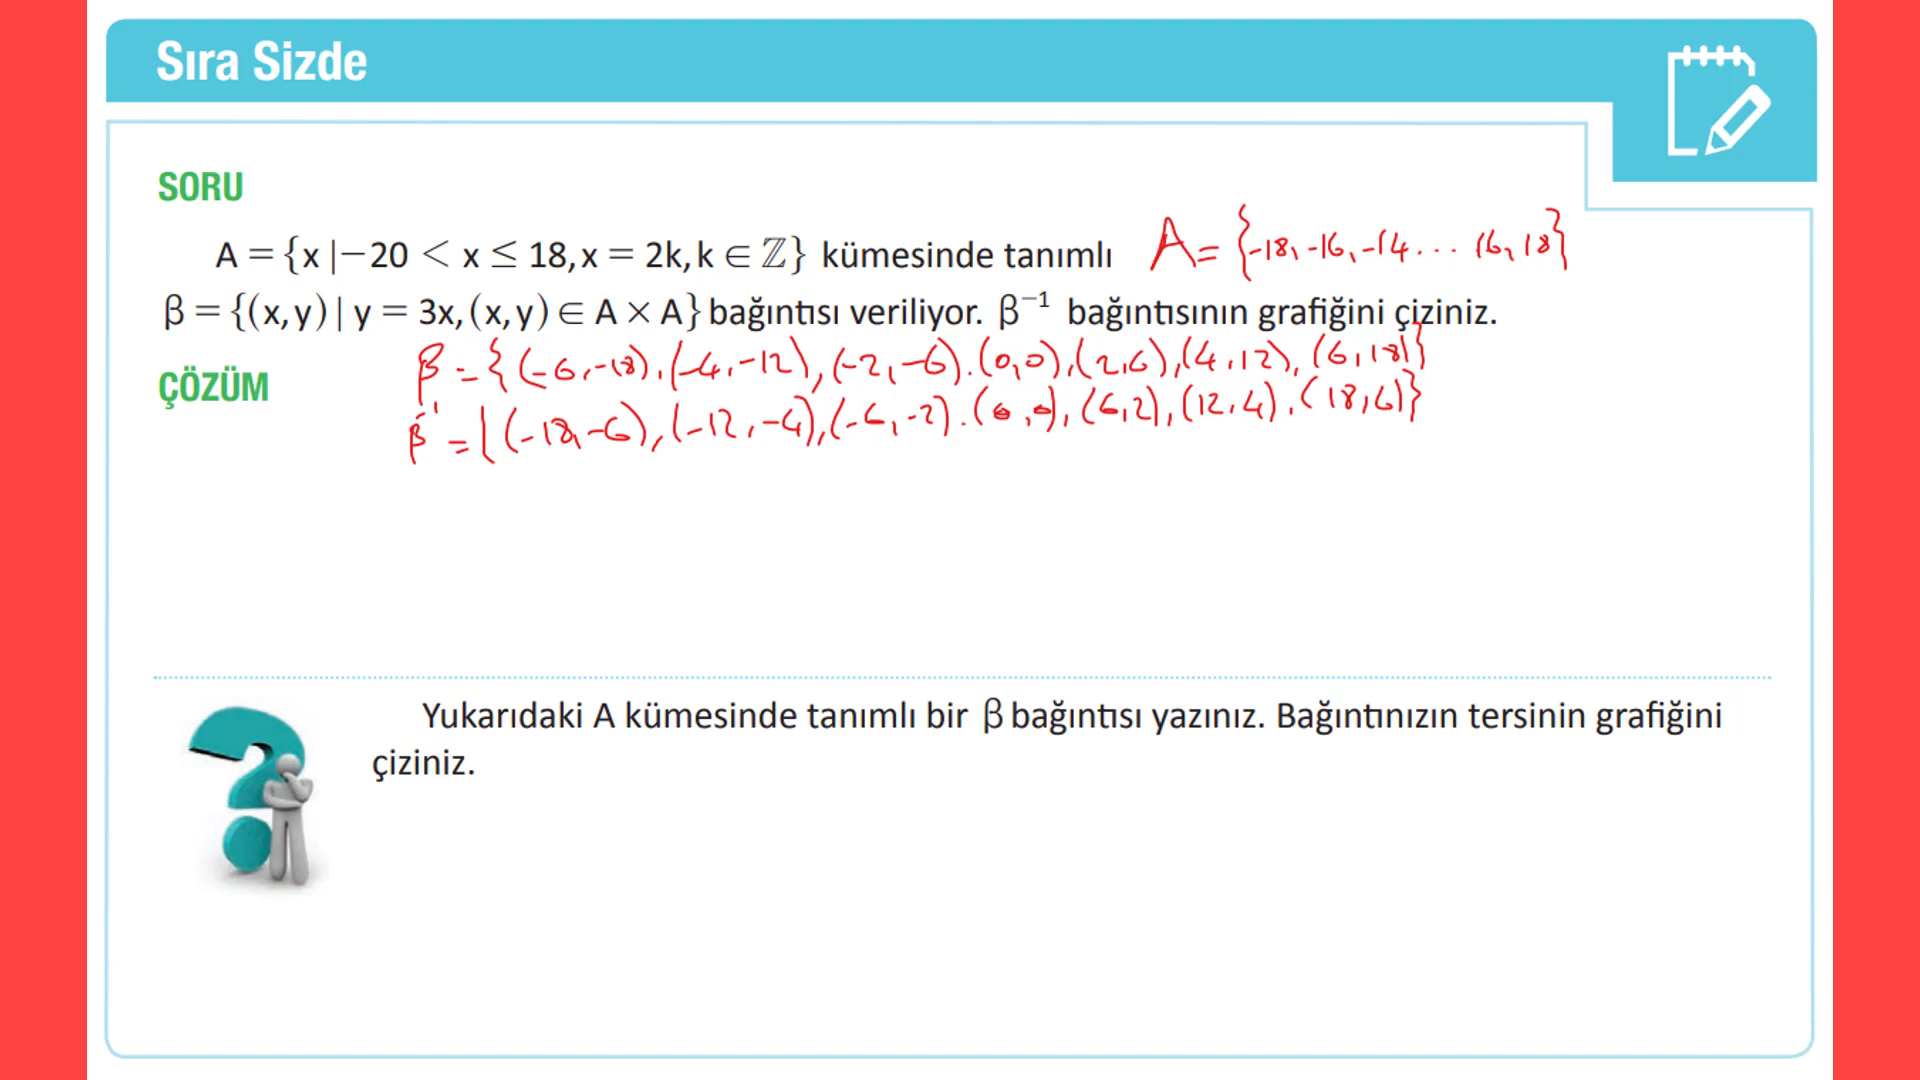 Sıra Sizde
SORU
A = {x |−20 < x ≤ 18, x = 2k, k ∈ ℤ} kümesinde tanımlı A = {-18, -16, -14 ... 16, 18}
β = {(x, y) | y = 3x, (x, y) ∈ A × A} bağıntısı veriliyor. β⁻¹ bağıntısının grafiğini çiziniz.
β = {(-6,-18), (-4,-12), (-2,-6), (0,0), (2,6), (4,12), (6,18)}
ÇÖZÜM
β⁻¹ = {(-18,-6), (-12,-4), (-6,-2), (0,0), (6,2), (12,4), (18,6)}
Yukarıdaki A kümesinde tanımlı bir β bağıntısı yazınız. Bağıntınızın tersinin grafiğini
çiziniz.